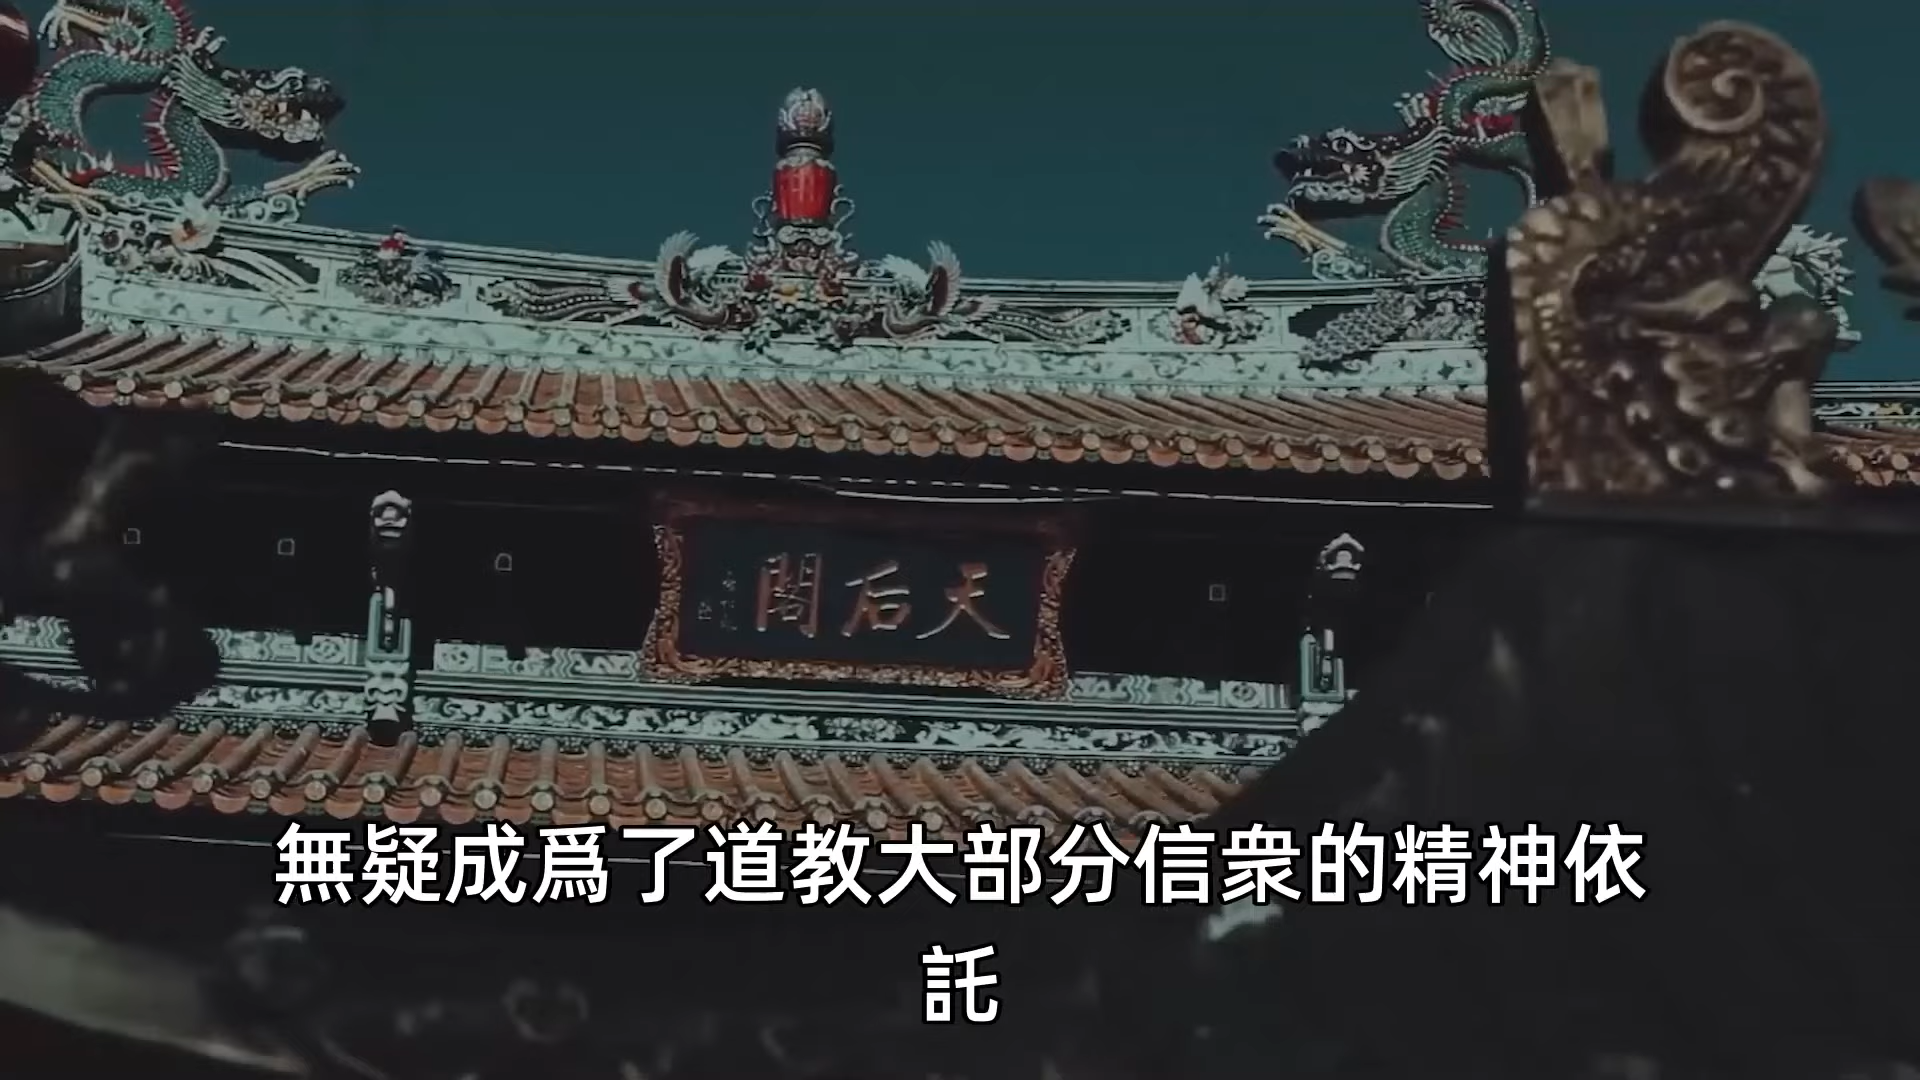 天后閣
無疑成爲了道教大部分信衆的精神依
託